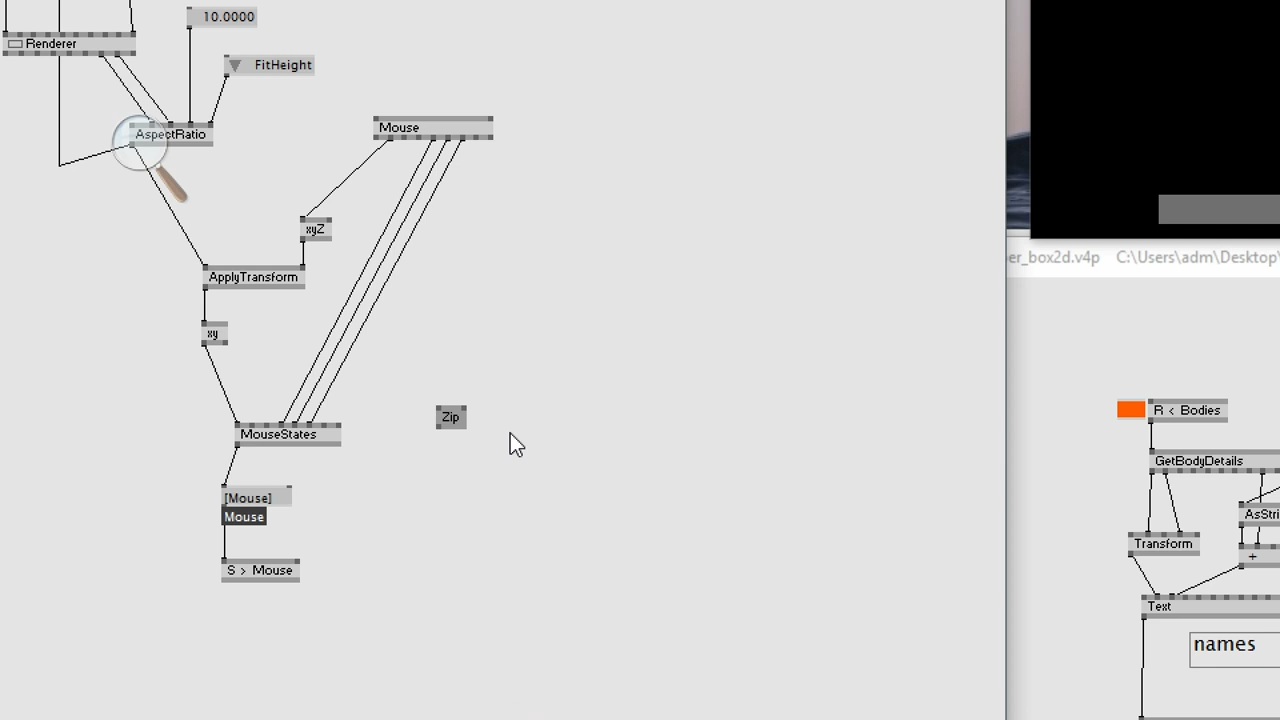 10.0000
Renderer
FitHeight
Mouse
AspectRatio
xyZ
ApplyTransform
xy
Zip
MouseStates
[Mouse]
Mouse
S > Mouse
er_box2d.v4p C:\Users\adm\Desktop\
R < Bodies
GetBodyDetails
AsStri
Transform
+
Text
names